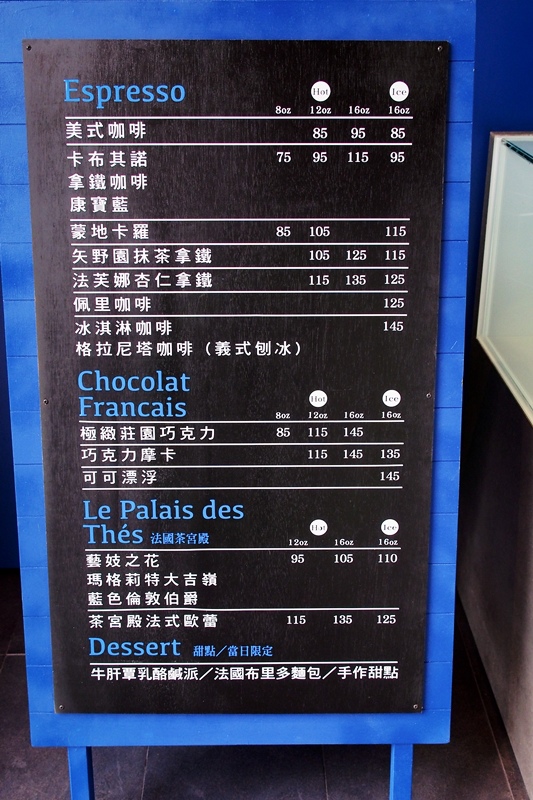 Espresso Hot Ice
8oz 12oz 16oz 16oz
美式咖啡 85 95 85
卡布其諾 75 95 115 95
拿鐵咖啡
康寶藍
蒙地卡羅 85 105 115
矢野園抹茶拿鐵 105 125 115
法芙娜杏仁拿鐵 115 135 125
佩里咖啡 125
冰淇淋咖啡 145
格拉尼塔咖啡（義式刨冰）
Chocolat
Francais Hot Ice
8oz 12oz 16oz 16oz
極緻莊園巧克力 85 115 145
巧克力摩卡 115 145 135
可可漂浮 145
Le Palais des
Thés 法國茶宮殿 Hot Ice
12oz 16oz 16oz
藝妓之花 95 105 110
瑪格莉特大吉嶺
藍色倫敦伯爵
茶宮殿法式歐蕾 115 135 125
Dessert 甜點／當日限定
牛肝蕈乳酪鹹派／法國布里多麵包／手作甜點